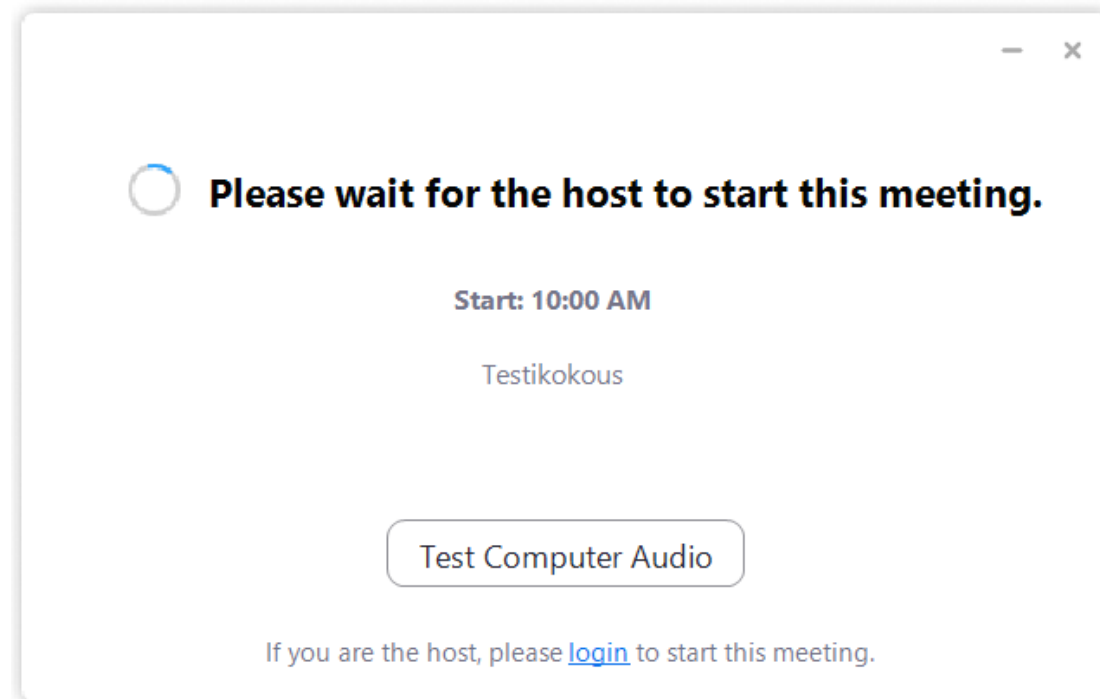 Please wait for the host to start this meeting.
Start: 10:00 AM
Testikokous
Test Computer Audio
If you are the host, please login to start this meeting.